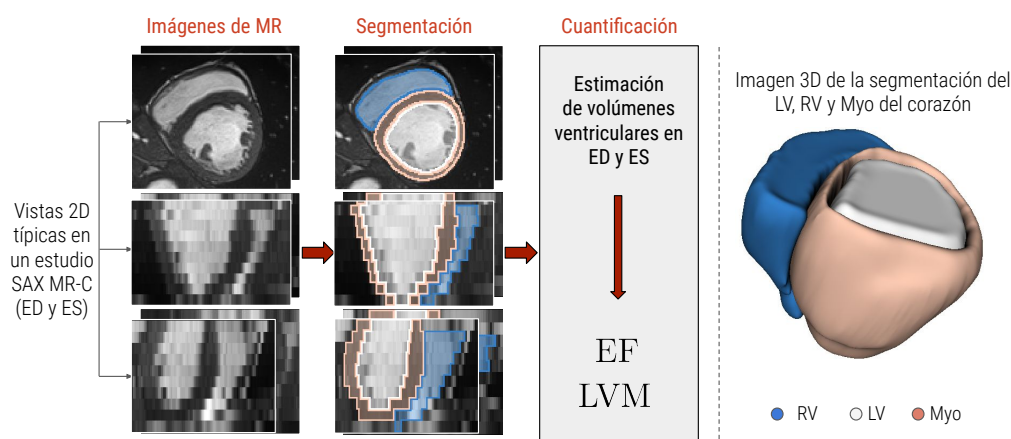 Imágenes de MR
Segmentación
Cuantificación
Vistas 2D
típicas en
un estudio
SAX MR-C
(ED y ES)
Estimación
de volúmenes
ventriculares en
ED y ES
EF
LVM
Imagen 3D de la segmentación del
LV, RV y Myo del corazón
RV
LV
Myo